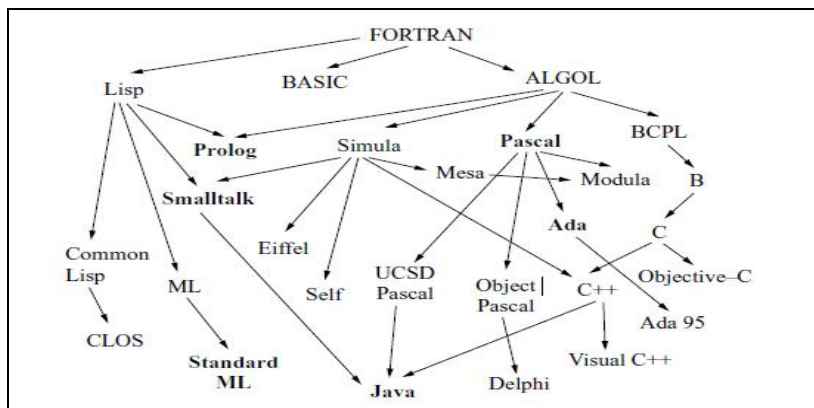 FORTRAN
BASIC
ALGOL
Lisp
BCPL
Prolog
Simula
Pascal
Mesa
Modula
B
Smalltalk
Ada
C
Eiffel
Common
Lisp
ML
Self
UCSD
Pascal
Object
Pascal
C++
Objective–C
Ada 95
CLOS
Standard
ML
Java
Delphi
Visual C++